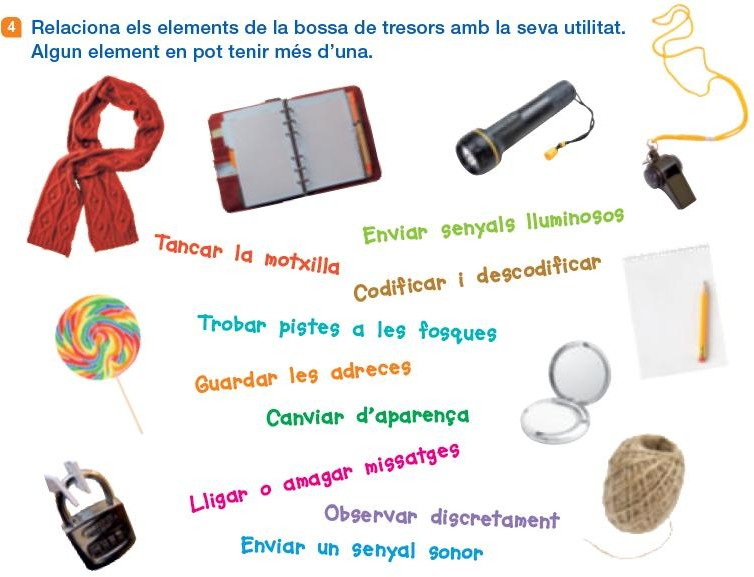 4 Relaciona els elements de la bossa de tresors amb la seva utilitat.
Algun element en pot tenir més d'una.
Enviar senyals lluminosos
Tancar la motxilla
Codificar i descodificar
Trobar pistes a les fosques
Guardar les adreces
Canviar d'aparença
Lligar o amagar missatges
Observar discretament
Enviar un senyal sonor